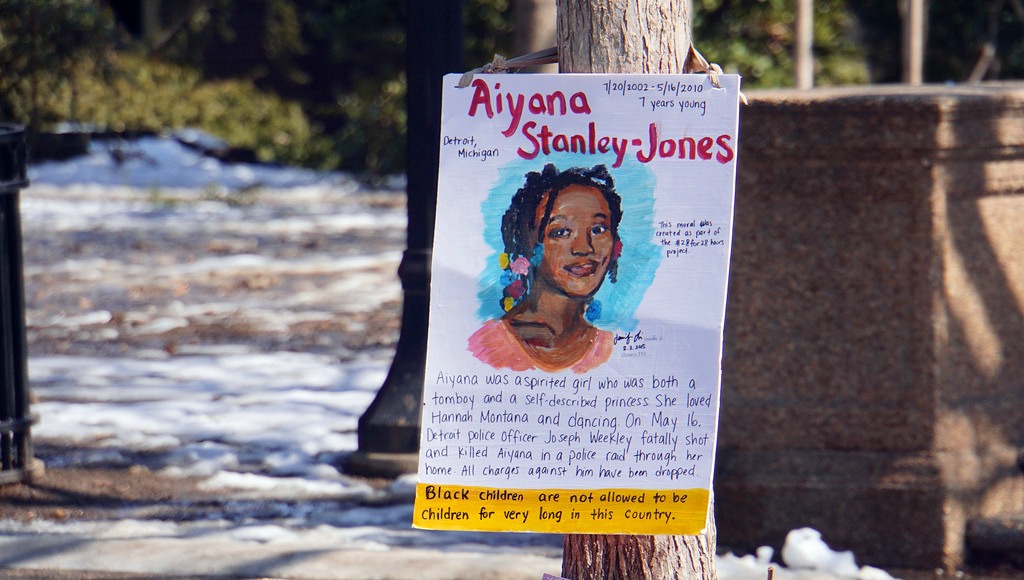 Aiyana
7/20/2002 - 5/16/2010
7 years young
Stanley-Jones
Detroit,
Michigan
This mural was
created as part of
the #28for28hours
project.
2.2.2015
Aiyana was a spirited girl who was both a
tomboy and a self-described princess. She loved
Hannah Montana and dancing. On May 16.
Detroit police officer Joseph Weekley fatally shot
and killed Aiyana in a police raid through her
home. All charges against him have been dropped.
Black children are not allowed to be
children for very long in this country.